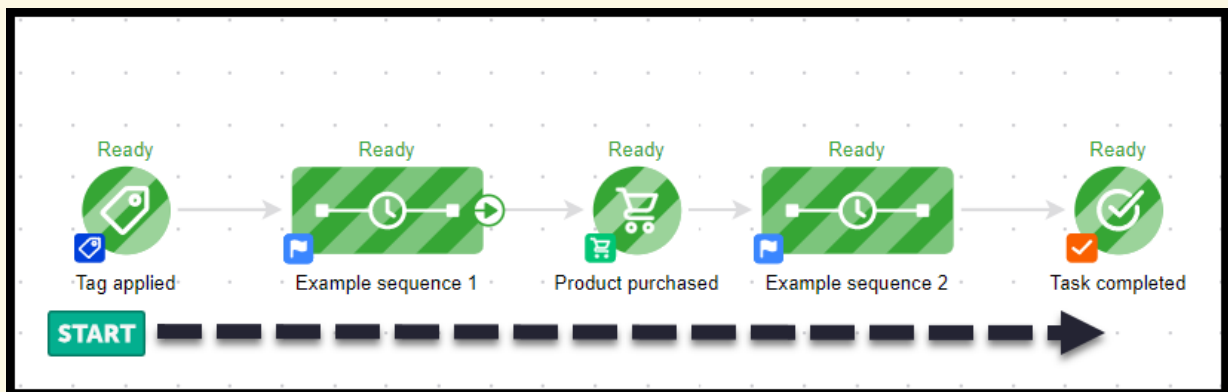 Ready Ready Ready Ready Ready
Tag applied Example sequence 1 Product purchased Example sequence 2 Task completed
START